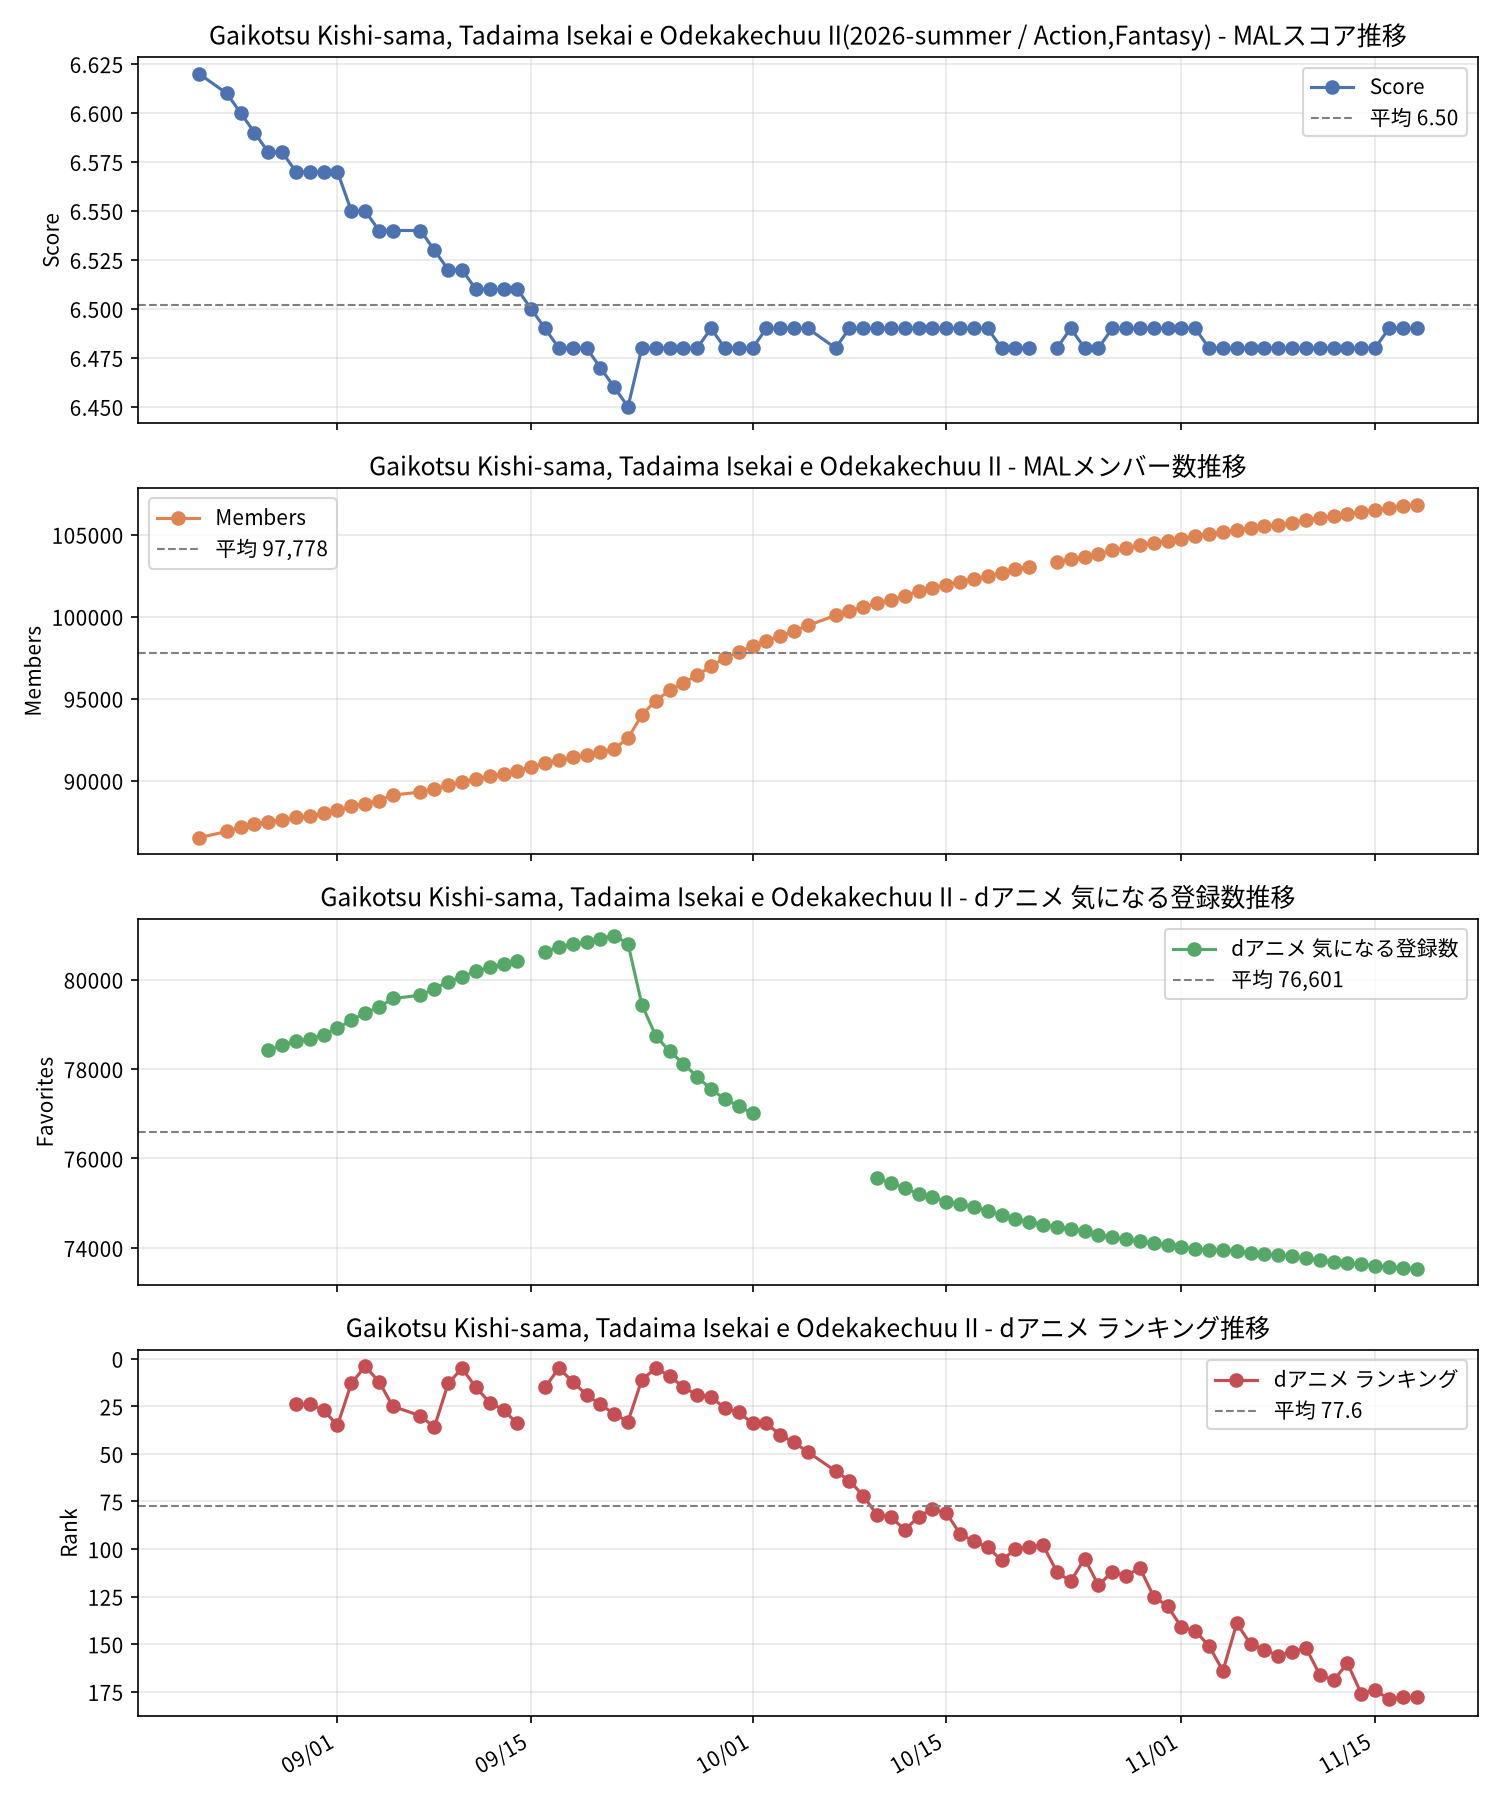 Gaikotsu Kishi-sama, Tadaima Isekai e Odekakechuu II(2026-summer / Action,Fantasy) - MALスコア推移
6.625
6.600
6.575
6.550
6.525
6.500
6.475
6.450
Score
Score
平均 6.50
Gaikotsu Kishi-sama, Tadaima Isekai e Odekakechuu II - MALメンバー数推移
105000
100000
95000
90000
Members
Members
平均 97,778
Gaikotsu Kishi-sama, Tadaima Isekai e Odekakechuu II - dアニメ 気になる登録数推移
80000
78000
76000
74000
Favorites
dアニメ 気になる登録数
平均 76,601
Gaikotsu Kishi-sama, Tadaima Isekai e Odekakechuu II - dアニメ ランキング推移
0
25
50
75
100
125
150
175
Rank
dアニメ ランキング
平均 77.6
09/01
09/15
10/01
10/15
11/01
11/15